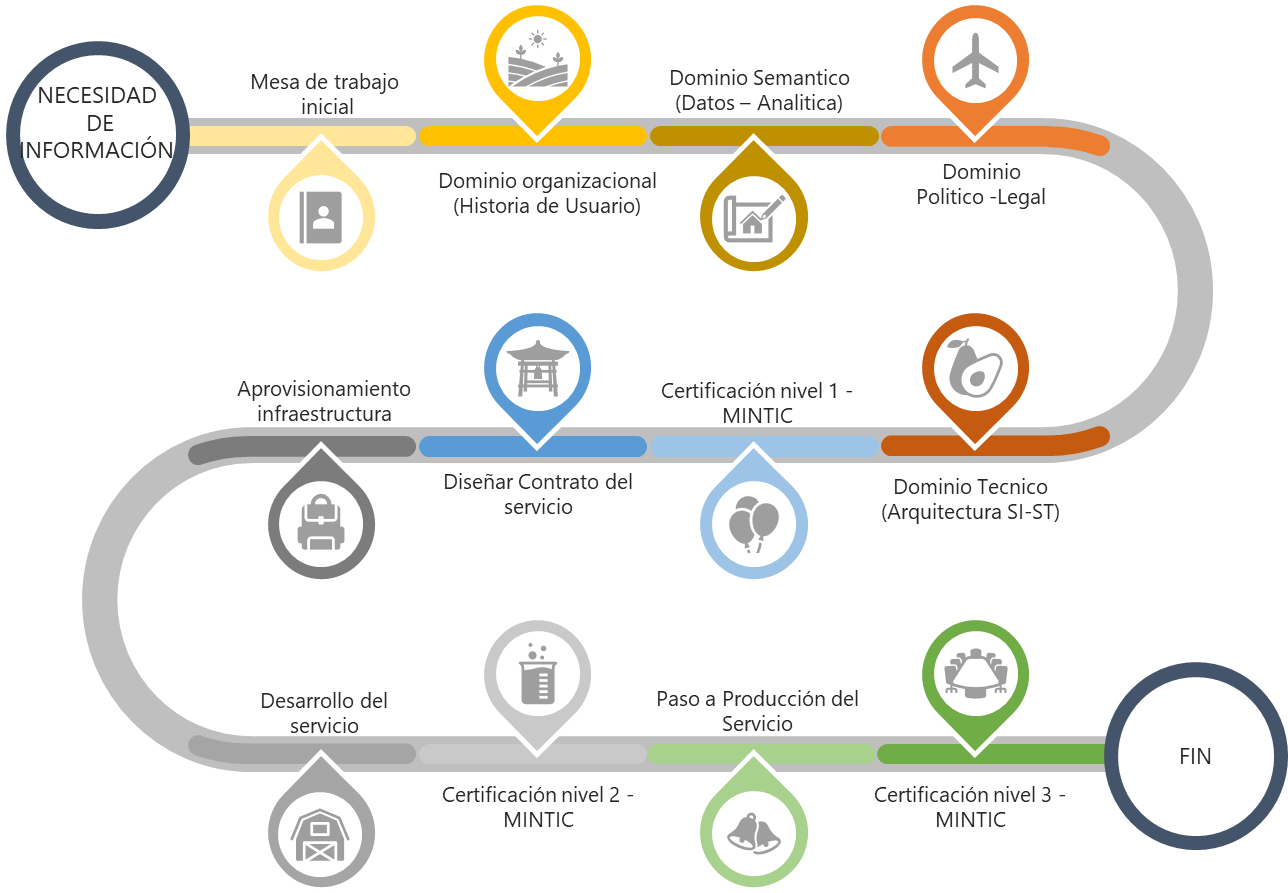 NECESIDAD
DE
INFORMACIÓN
Mesa de trabajo
inicial
Dominio organizacional
(Historia de Usuario)
Dominio Semantico
(Datos – Analitica)
Dominio
Politico -Legal
Dominio Tecnico
(Arquitectura SI-ST)
Certificación nivel 1 -
MINTIC
Diseñar Contrato del
servicio
Aprovisionamiento
infraestructura
Desarrollo del
servicio
Certificación nivel 2 -
MINTIC
Paso a Producción del
Servicio
Certificación nivel 3 -
MINTIC
FIN